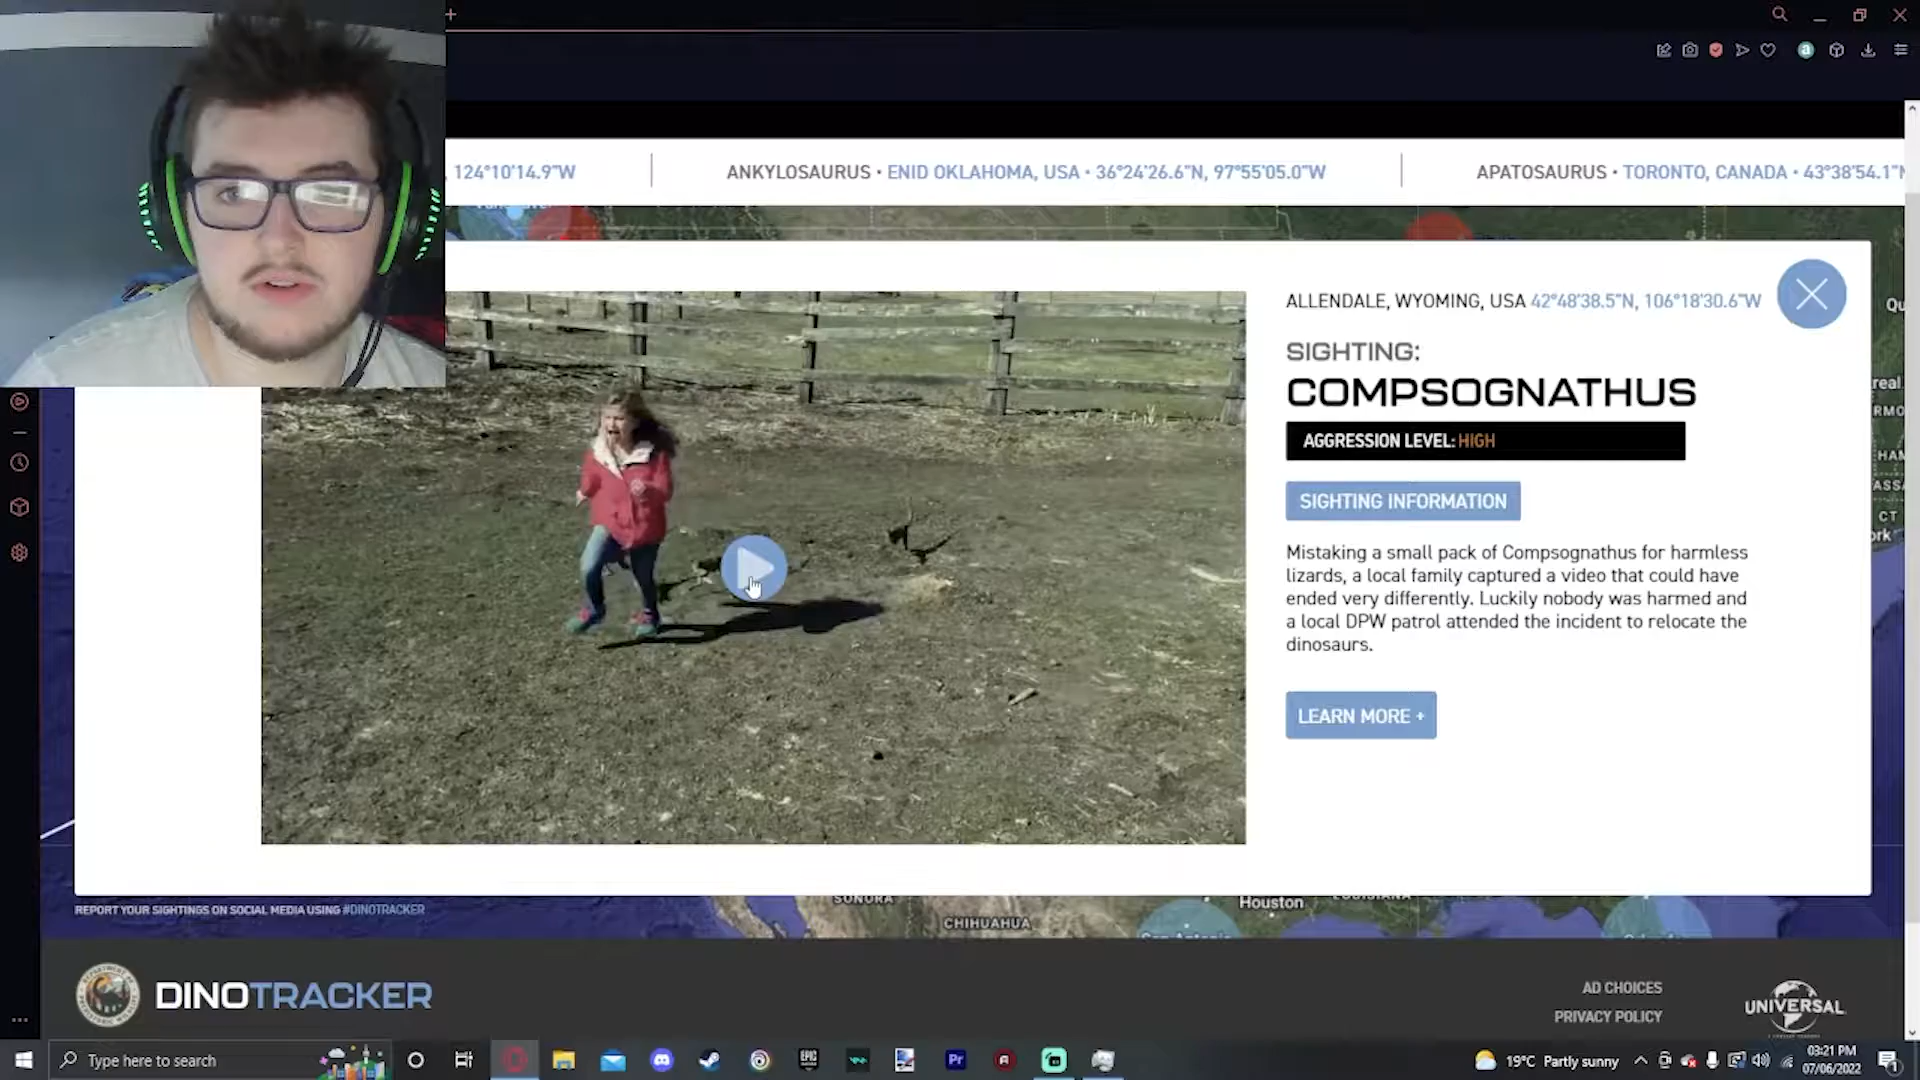 124°10'14.9"W
ANKYLOSAURUS • ENID OKLAHOMA, USA • 36°24'26.6"N, 97°55'05.0"W
APATOSAURUS • TORONTO, CANADA • 43°38'54.1"N
ALLENDALE, WYOMING, USA 42°48'38.5"N, 106°18'30.6"W
SIGHTING:
COMPSOGNATHUS
AGGRESSION LEVEL: HIGH
SIGHTING INFORMATION
Mistaking a small pack of Compsognathus for harmless
lizards, a local family captured a video that could have
ended very differently. Luckily nobody was harmed and
a local DPW patrol attended the incident to relocate the
dinosaurs.
LEARN MORE +
CT
SONORA
CHIHUAHUA
Houston
REPORT YOUR SIGHTINGS ON SOCIAL MEDIA USING #DINOTRACKER
DINOTRACKER
AD CHOICES
PRIVACY POLICY
UNIVERSAL
Type here to search
EPIC
Pr
19°C Partly sunny
03:21 PM
07/06/2022